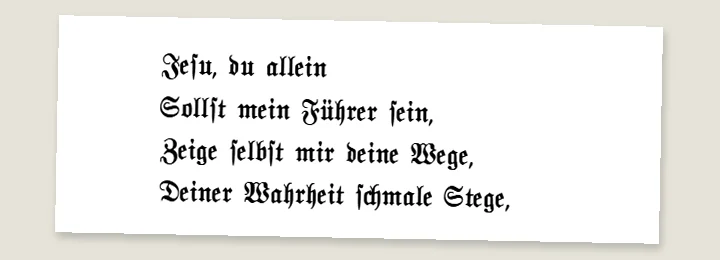 Jeſu, du allein
Sollſt mein Führer ſein,
Zeige ſelbſt mir deine Wege,
Deiner Wahrheit ſchmale Stege,